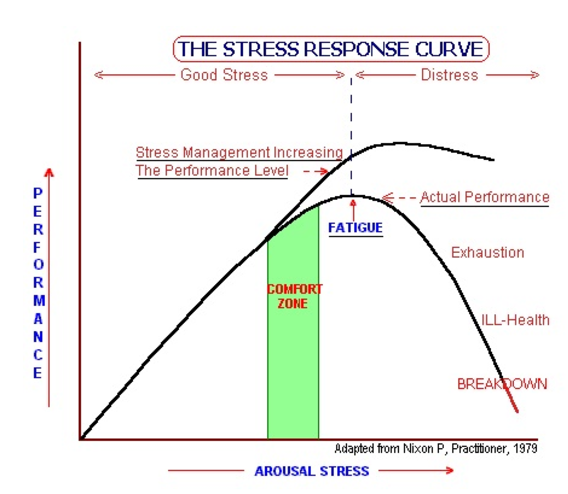 THE STRESS RESPONSE CURVE
Good Stress
Distress
Stress Management Increasing
The Performance Level
Actual Performance
FATIGUE
Exhaustion
COMFORT
ZONE
ILL-Health
BREAKDOWN
PERFORMANCE
Adapted from Nixon P, Practitioner, 1979
AROUSAL STRESS